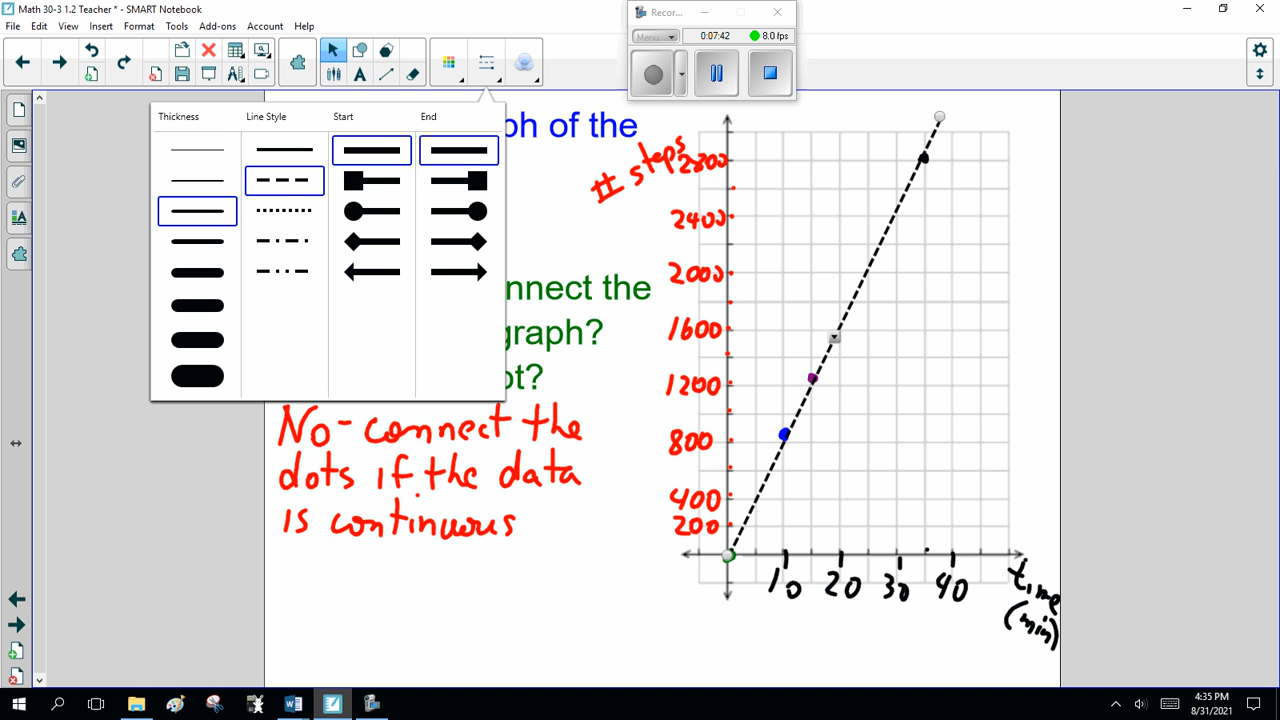 Math 30-3 1.2 Teacher * - SMART Notebook
File Edit View Insert Format Tools Add-ons Account Help
Recor...
Menu 0:07:42 8.0 fps
Thickness Line Style Start End
ph of the
nnect the
graph?
ot?
No - connect the
dots if the data
is continuous
# steps
2800
2400
2000
1600
1200
800
400
200
10 20 30 40
time
(min)
4:35 PM
8/31/2021